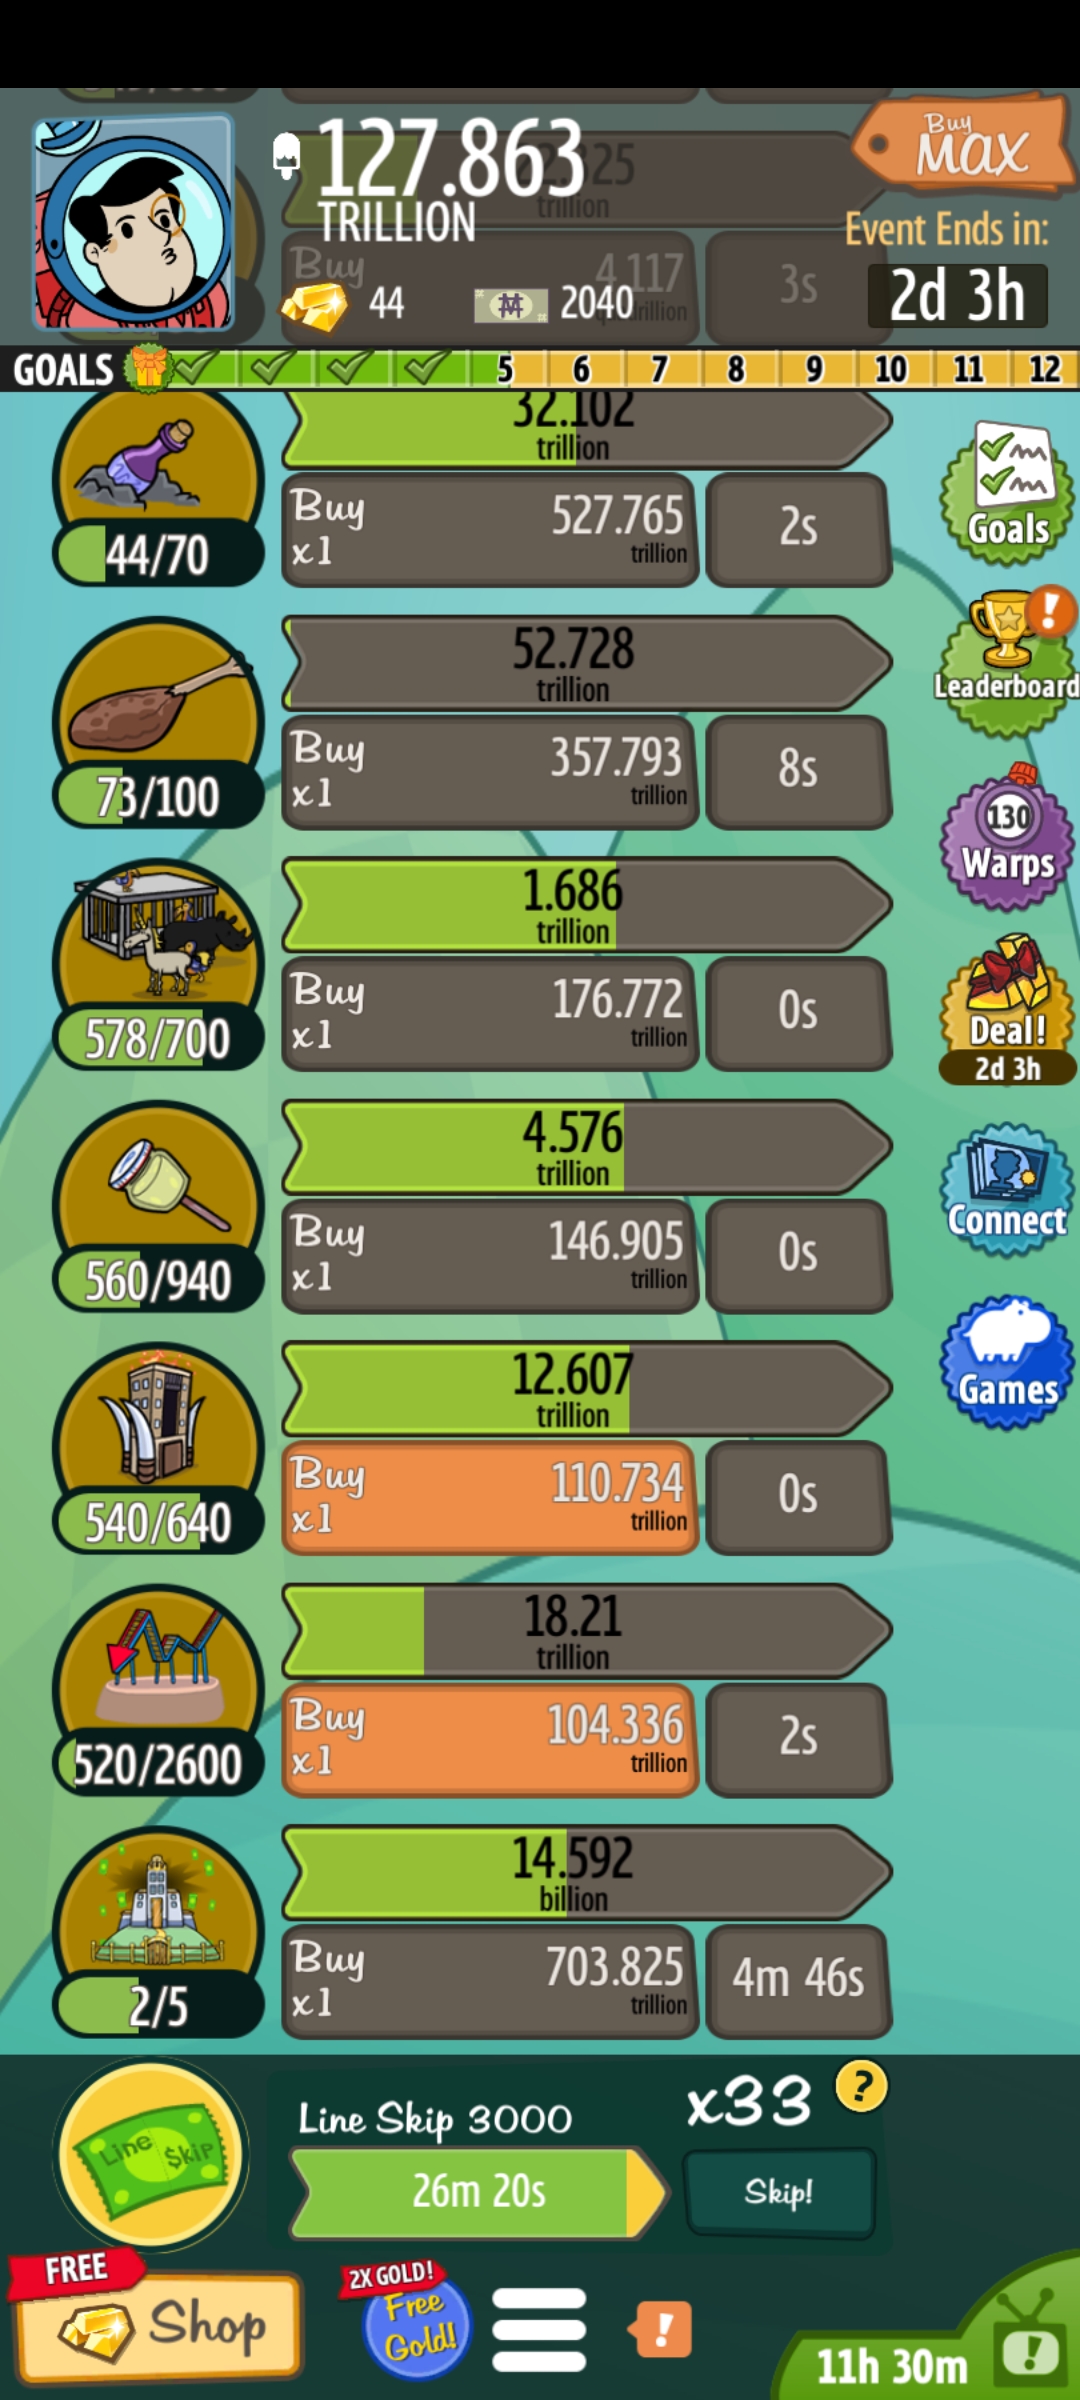 127.863
TRILLION
Buy
MAX
Event Ends in:
2d 3h
trillion
Buy
4.117
3s
44
2040
GOALS
5 6 7 8 9 10 11 12
32.102
trillion
Buy
x1
527.765
trillion
2s
44/70
Goals
52.728
trillion
Buy
x1
357.793
trillion
8s
73/100
Leaderboard
!
1.686
trillion
Buy
x1
176.772
trillion
0s
578/700
130
Warps
Deal!
2d 3h
4.576
trillion
Buy
x1
146.905
trillion
0s
560/940
Connect
12.607
trillion
Buy
x1
110.734
trillion
0s
540/640
Games
18.21
trillion
Buy
x1
104.336
trillion
2s
520/2600
14.592
billion
Buy
x1
703.825
trillion
4m 46s
2/5
Line $kip
Line Skip 3000
26m 20s
x33
?
Skip!
FREE
Shop
2X GOLD!
Free
Gold!
!
11h 30m
!